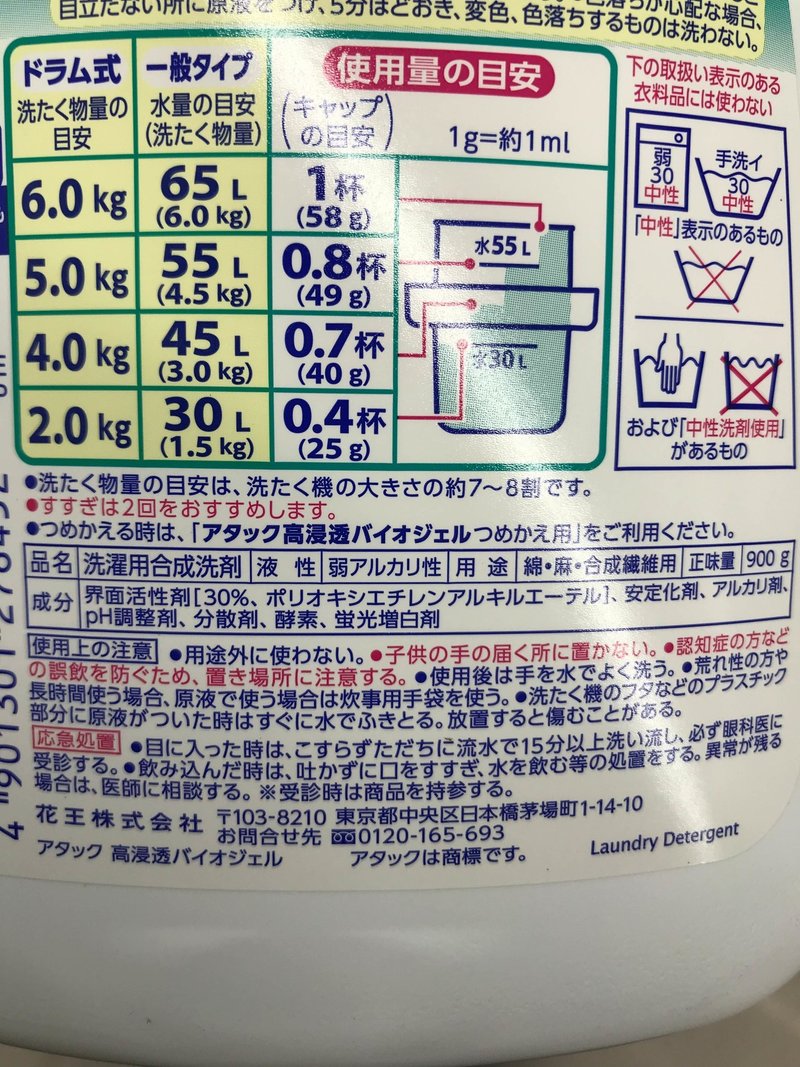 が心配な場合、
目立たない所に原液をつけ、5分ほどおき、変色、色落ちするものは洗わない。
ドラム式
洗たく物量の
目安
一般タイプ
水量の目安
(洗たく物量)
使用量の目安
(キャップ
の目安)
1g=約1ml
6.0 kg
65 L
(6.0 kg)
1杯
(58 g)
5.0 kg
55 L
(4.5 kg)
0.8杯
(49 g)
4.0 kg
45 L
(3.0 kg)
0.7杯
(40 g)
2.0 kg
30 L
(1.5 kg)
0.4杯
(25 g)
水55 L
水30 L
下の取扱い表示のある
衣料品には使わない
弱
30
中性
手洗イ
30
中性
「中性」表示のあるもの
および「中性洗剤使用」
があるもの
●洗たく物量の目安は、洗たく機の大きさの約7〜8割です。
●すすぎは2回をおすすめします。
●つめかえる時は、「アタック高浸透バイオジェルつめかえ用」をご利用ください。
品名 洗濯用合成洗剤 液 性 弱アルカリ性 用 途 綿・麻・合成繊維用 正味量 900 g
成分 界面活性剤[30%、ポリオキシエチレンアルキルエーテル]、安定化剤、アルカリ剤、
pH調整剤、分散剤、酵素、蛍光増白剤
使用上の注意 ●用途外に使わない。●子供の手の届く所に置かない。●認知症の方など
の誤飲を防ぐため、置き場所に注意する。●使用後は手を水でよく洗う。●荒れ性の方や
長時間使う場合、原液で使う場合は炊事用手袋を使う。●洗たく機のフタなどのプラスチック
部分に原液がついた時はすぐに水でふきとる。放置すると傷むことがある。
応急処置 ●目に入った時は、こすらずただちに流水で15分以上洗い流し、必ず眼科医に
受診する。●飲み込んだ時は、吐かずに口をすすぎ、水を飲む等の処置をする。異常が残る
場合は、医師に相談する。※受診時は商品を持参する。
花王株式会社 〒103-8210 東京都中央区日本橋茅場町1-14-10
お問合せ先 0120-165-693
アタック 高浸透バイオジェル アタックは商標です。
Laundry Detergent